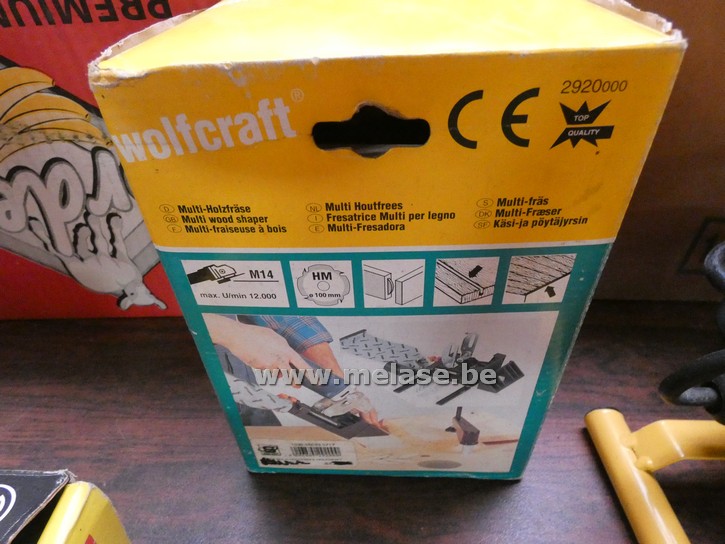 PREMIUM
wolfcraft®
2920000
CE
TOP
QUALITY
D Multi-Holzfräse
GB Multi wood shaper
F Multi-fraiseuse à bois
NL Multi Houtfrees
I Fresatrice Multi per legno
E Multi-Fresadora
S Multi-fräs
DK Multi-Fræser
SF Käsi-ja pöytäjyrsin
M14
max. U/min 12.000
HM
ø 100 mm
www.melase.be